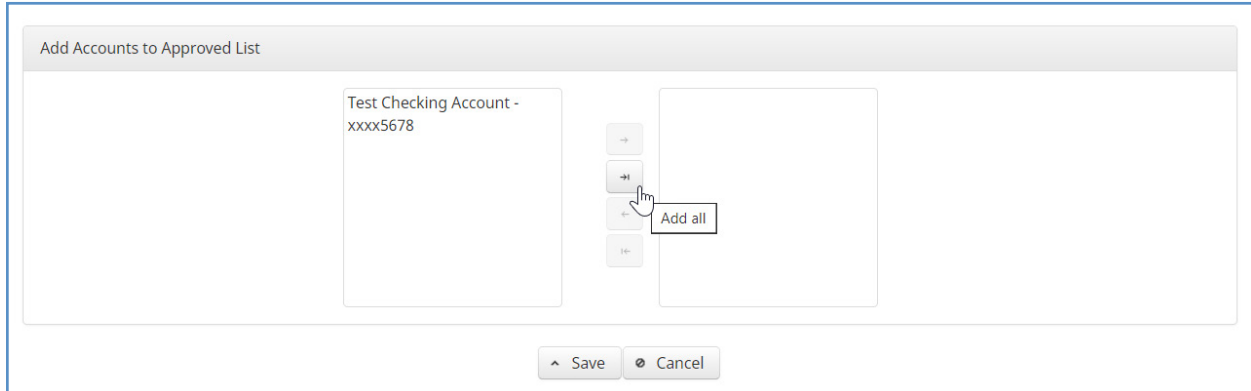 Add Accounts to Approved List
Test Checking Account -
xxxx5678
Add all
Save
Cancel